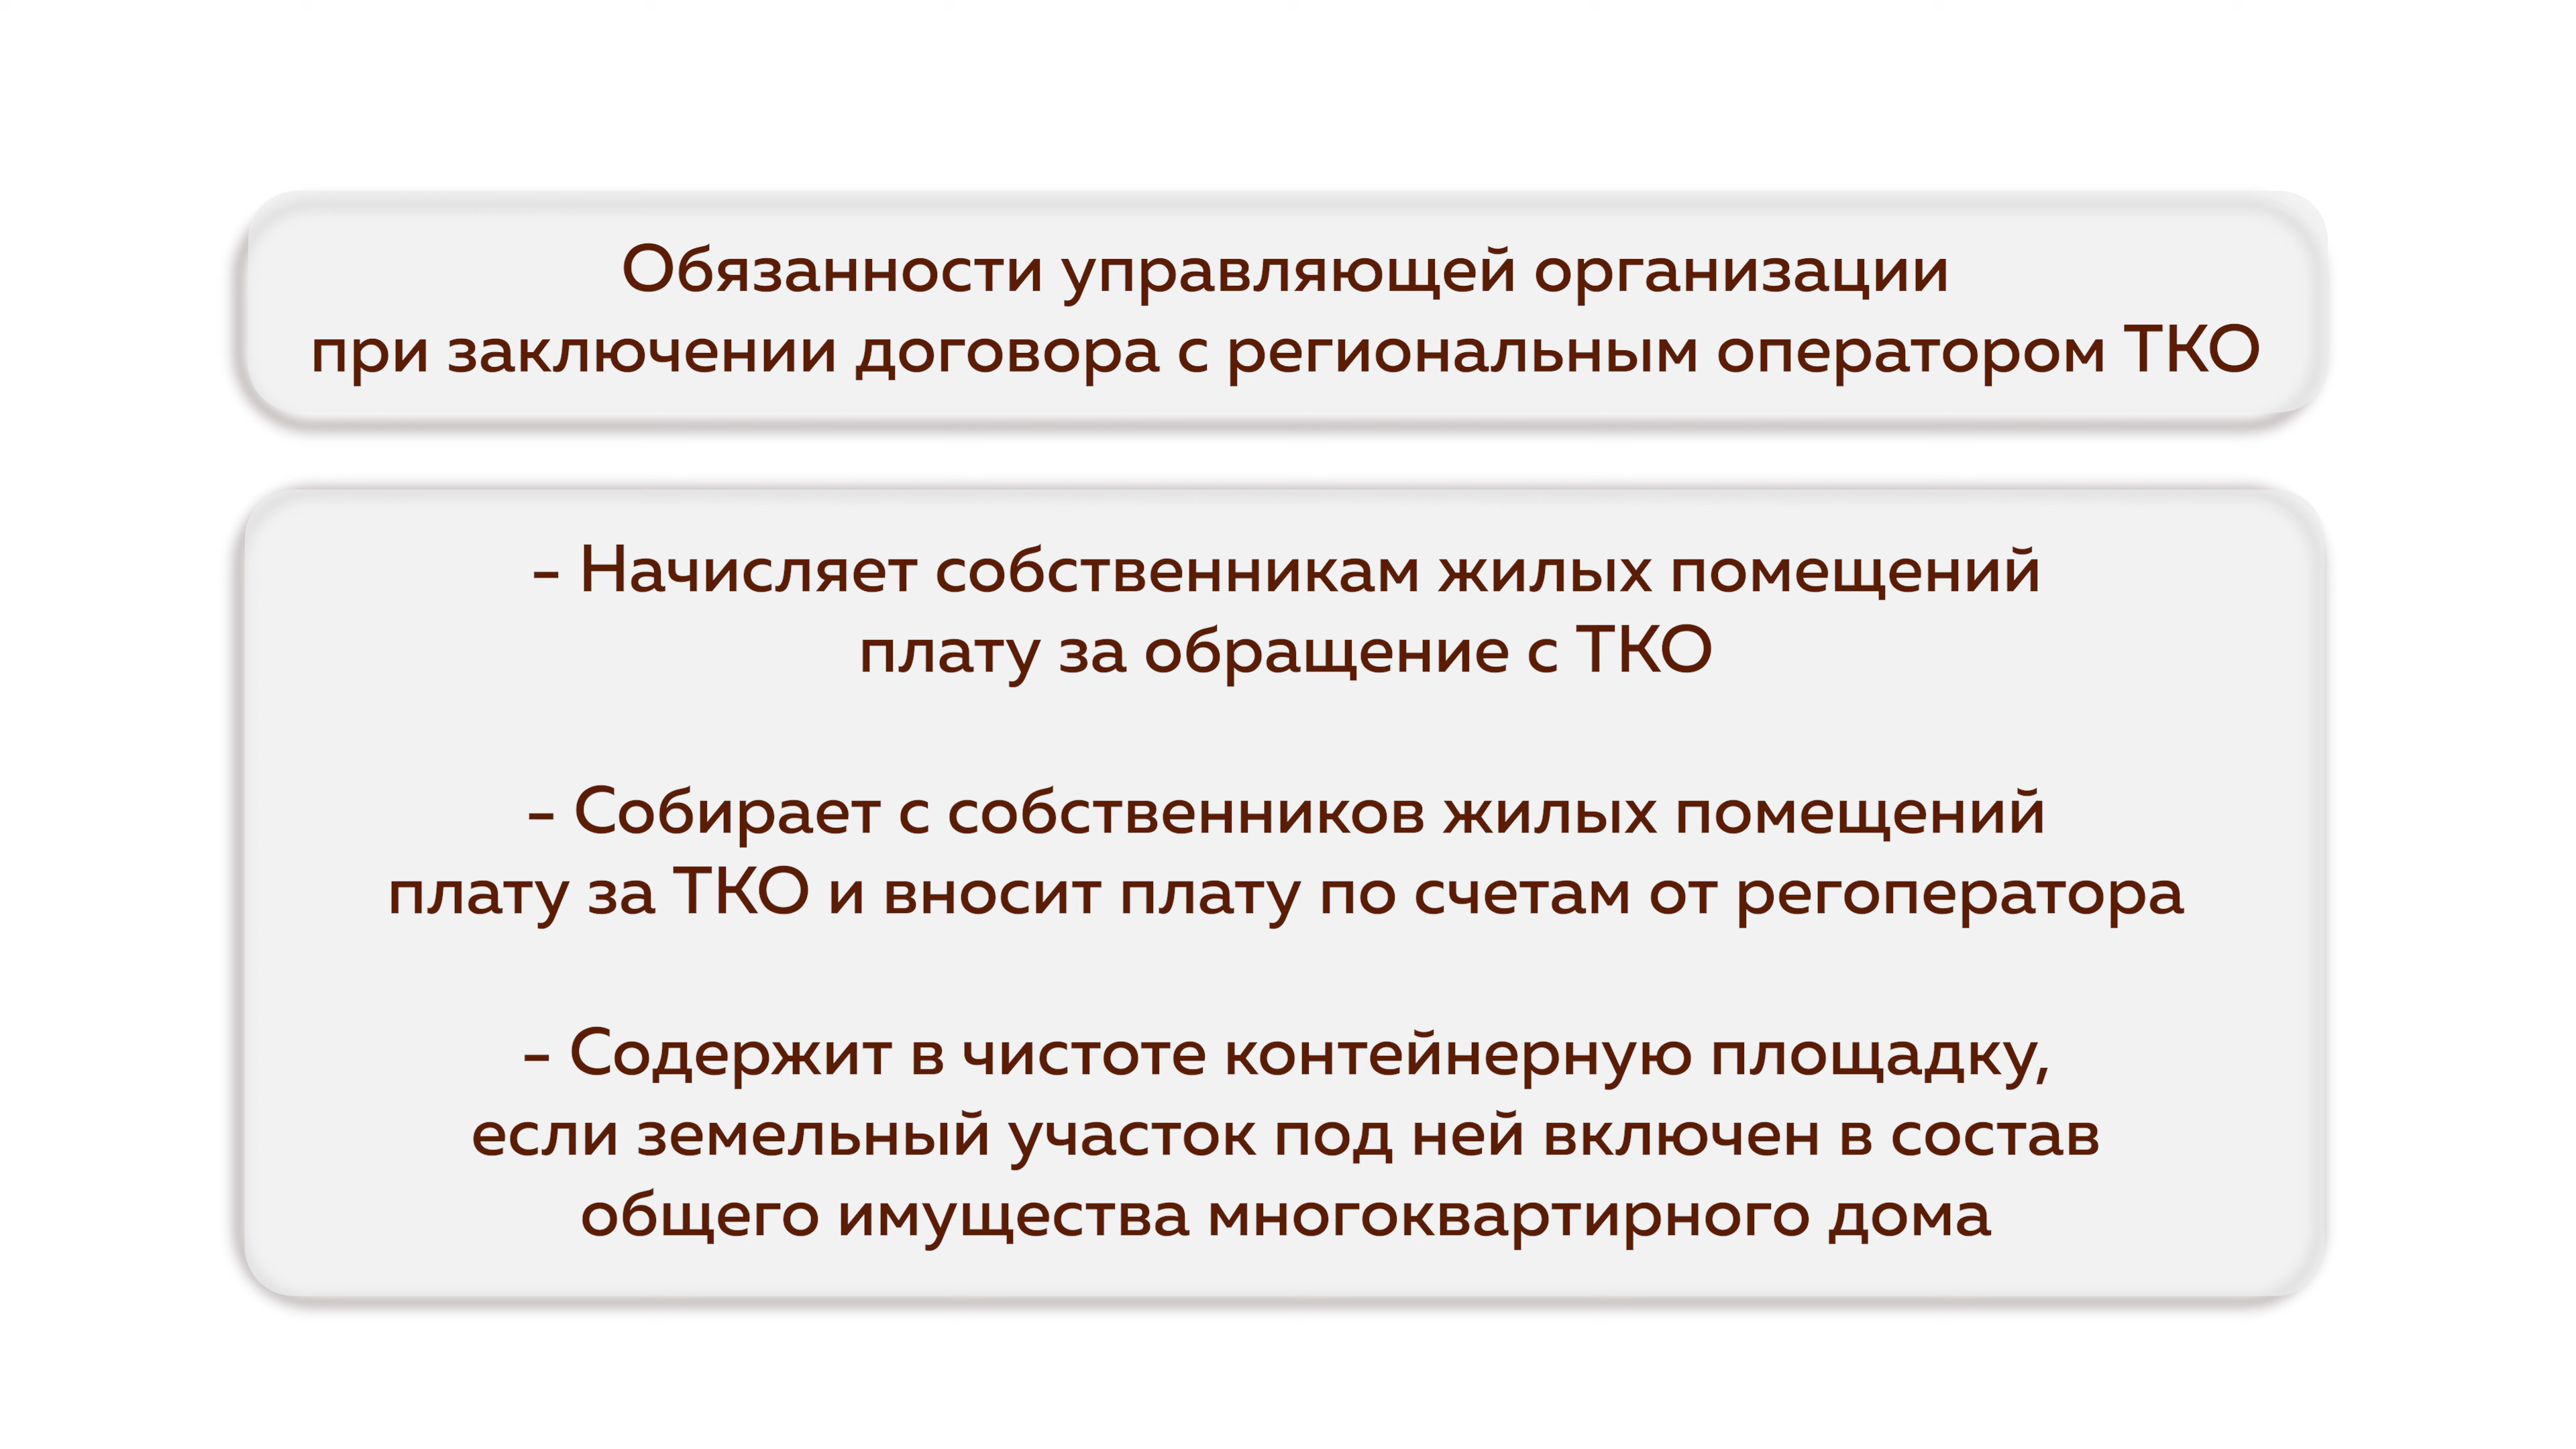 Обязанности управляющей организации
при заключении договора с региональным оператором ТКО
- Начисляет собственникам жилых помещений
плату за обращение с ТКО
- Собирает с собственников жилых помещений
плату за ТКО и вносит плату по счетам от регоператора
- Содержит в чистоте контейнерную площадку,
если земельный участок под ней включен в состав
общего имущества многоквартирного дома